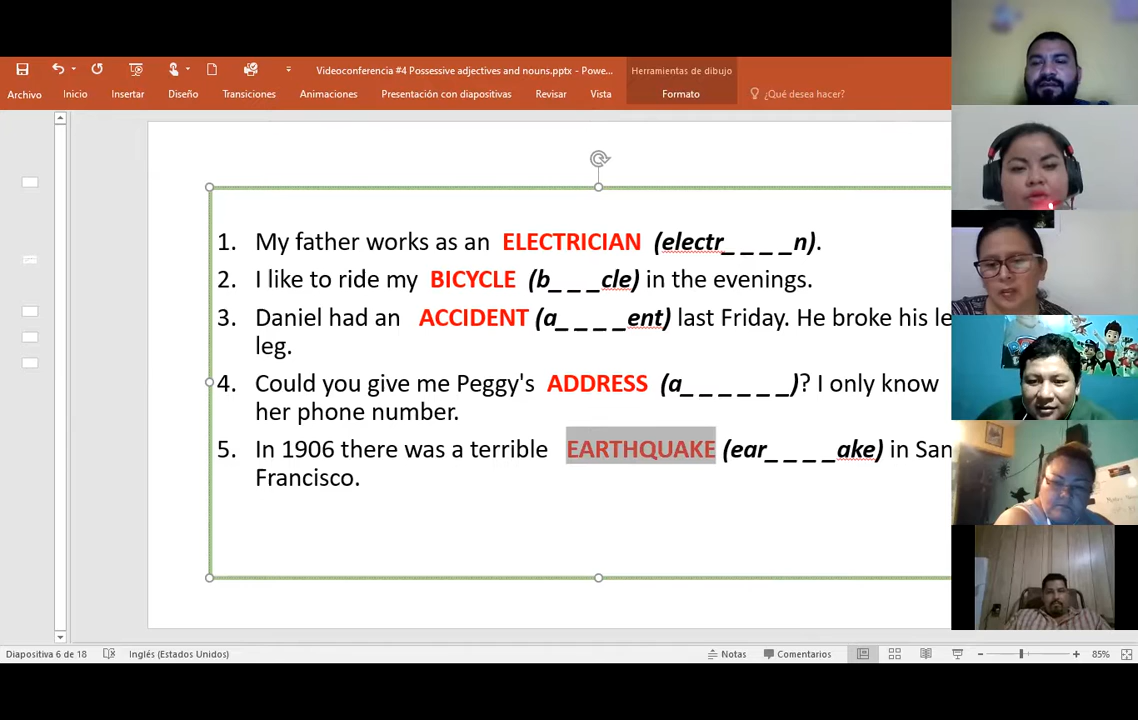 Videoconferencia #4 Possessive adjectives and nouns.pptx - Powe...
Herramientas de dibujo
Archivo Inicio Insertar Diseño Transiciones Animaciones Presentación con diapositivas Revisar Vista Formato ¿Qué desea hacer?
1. My father works as an ELECTRICIAN (electr_ _ _ _n).
2. I like to ride my BICYCLE (b_ _ _cle) in the evenings.
3. Daniel had an ACCIDENT (a_ _ _ _ent) last Friday. He broke his le
leg.
4. Could you give me Peggy's ADDRESS (a_ _ _ _ _ _)? I only know
her phone number.
5. In 1906 there was a terrible EARTHQUAKE (ear_ _ _ _ake) in San
Francisco.
Diapositiva 6 de 18 Inglés (Estados Unidos) Notas Comentarios 85%